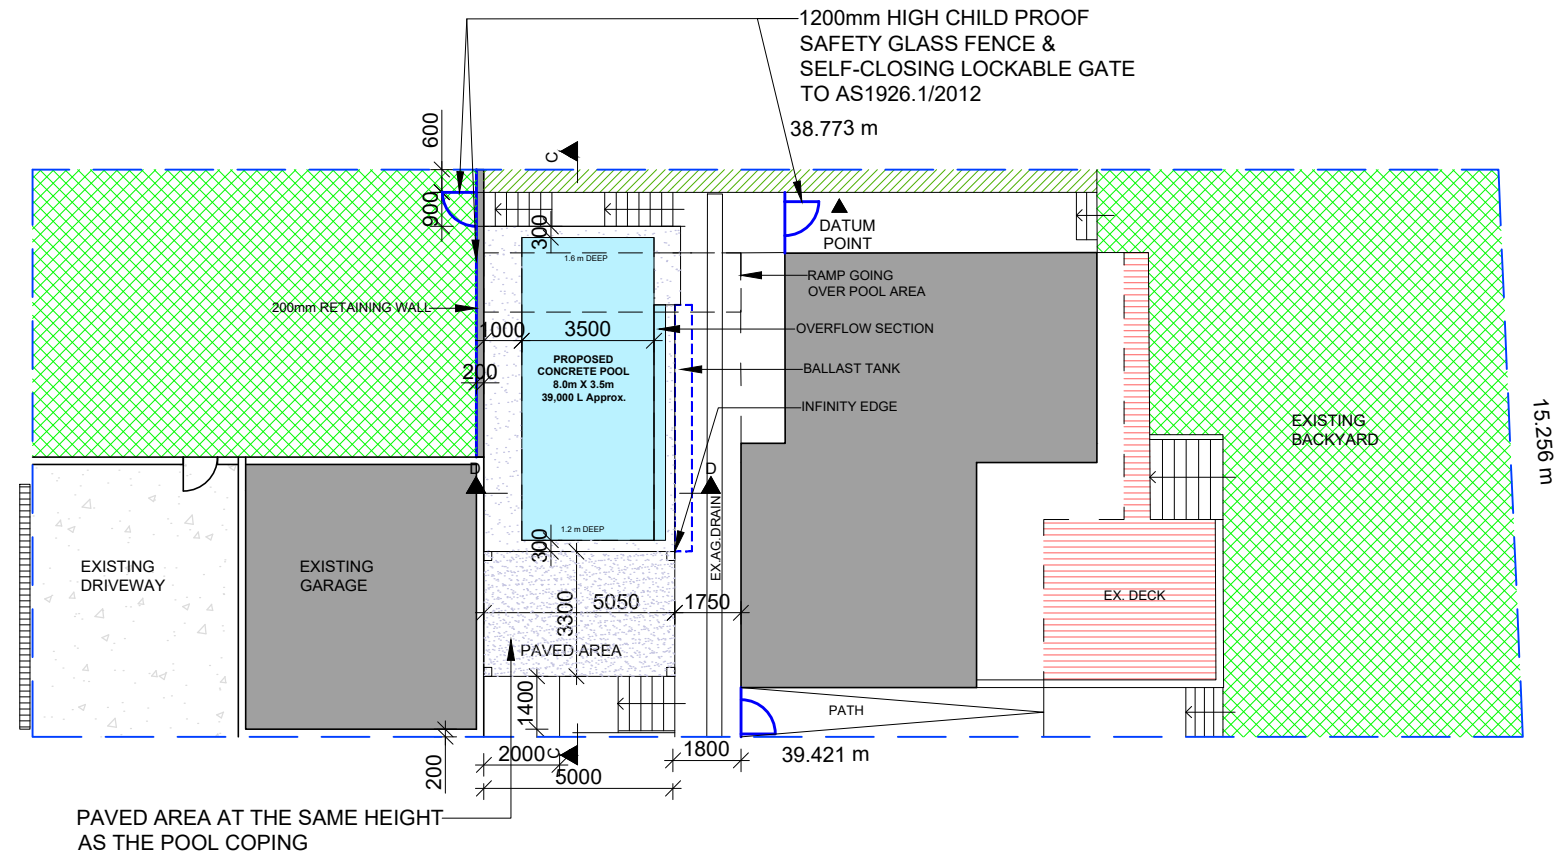 1200mm HIGH CHILD PROOF
SAFETY GLASS FENCE &
SELF-CLOSING LOCKABLE GATE
TO AS1926.1/2012
38.773 m
600
C
900
300
DATUM
POINT
1.6 m DEEP
RAMP GOING
OVER POOL AREA
200mm RETAINING WALL
1000
3500
OVERFLOW SECTION
PROPOSED
CONCRETE POOL
8.0m X 3.5m
39,000 L Approx.
200
BALLAST TANK
INFINITY EDGE
EXISTING
BACKYARD
15.256 m
D
D
EX.AG.DRAIN
1.2 m DEEP
300
EXISTING
DRIVEWAY
EXISTING
GARAGE
5050
1750
3300
EX. DECK
PAVED AREA
1400
PATH
2000
C
1800
39.421 m
200
5000
PAVED AREA AT THE SAME HEIGHT
AS THE POOL COPING